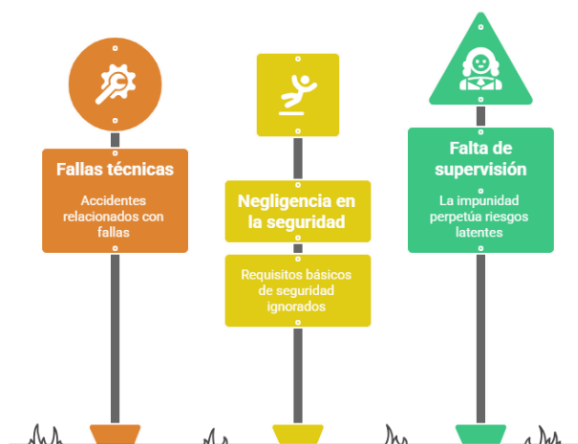 Fallas técnicas
Accidentes
relacionados con
fallas
Negligencia en
la seguridad
Requisitos básicos
de seguridad
ignorados
Falta de
supervisión
La impunidad
perpetúa riesgos
latentes